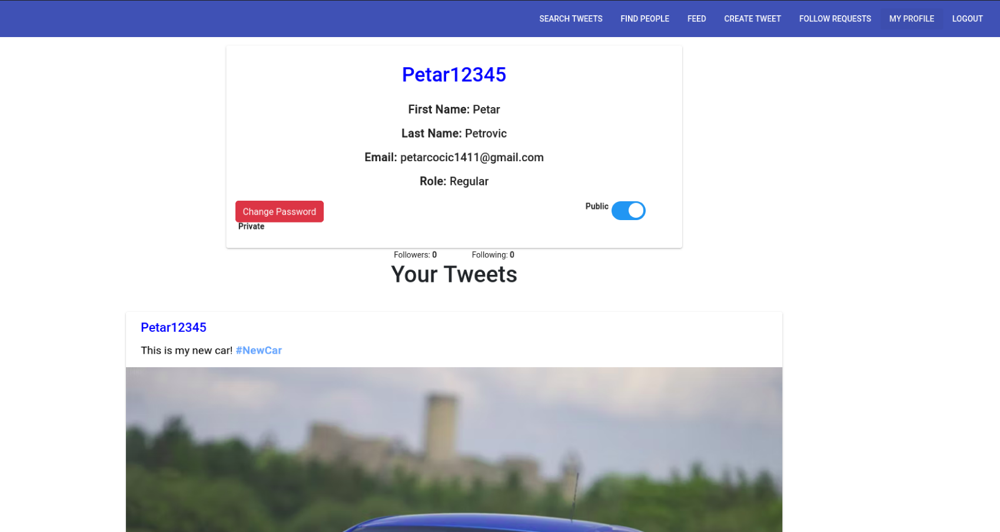 SEARCH TWEETS FIND PEOPLE FEED CREATE TWEET FOLLOW REQUESTS MY PROFILE LOGOUT
Petar12345
First Name: Petar
Last Name: Petrovic
Email: petarcocic1411@gmail.com
Role: Regular
Change Password Public
Private
Followers: 0 Following: 0
Your Tweets
Petar12345
This is my new car! #NewCar